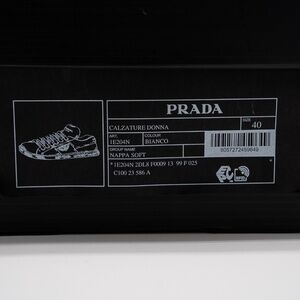 PRADA
CALZATURE DONNA
SIZE
40
ART.
COLOUR
1E204N
BIANCO
GROUP NAME
NAPPA SOFT
*1E204N 2DL8 F0009 13 99 F 025
C100 23 586 A